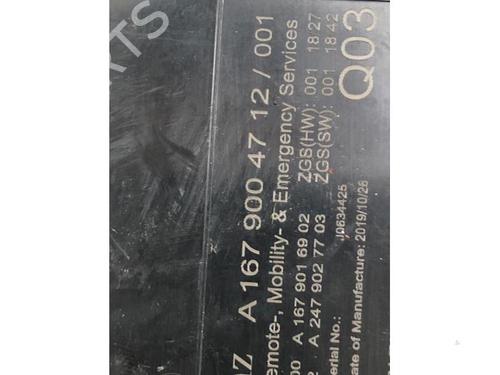 A 167 900 47 12 / 001
emote-, Mobility- & Emergency Services
A 167 901 69 02 ZGS(HW): 001 18 27
A 247 902 77 03 ZGS(SW): 001 18 42
Q03
erial No.: J0634425
ate of Manufacture: 2019/10/26